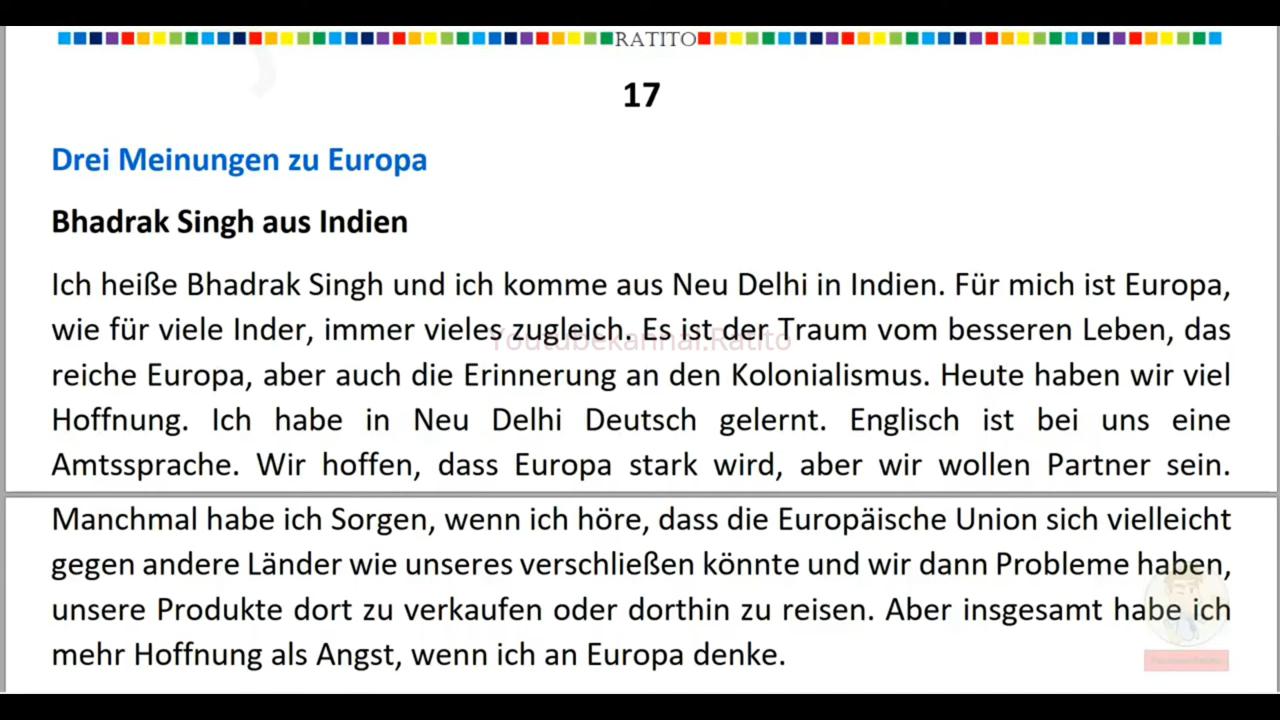 RATITO
17
Drei Meinungen zu Europa
Bhadrak Singh aus Indien
Ich heiße Bhadrak Singh und ich komme aus Neu Delhi in Indien. Für mich ist Europa,
wie für viele Inder, immer vieles zugleich. Es ist der Traum vom besseren Leben, das
Youtubekannal.Ratito
reiche Europa, aber auch die Erinnerung an den Kolonialismus. Heute haben wir viel
Hoffnung. Ich habe in Neu Delhi Deutsch gelernt. Englisch ist bei uns eine
Amtssprache. Wir hoffen, dass Europa stark wird, aber wir wollen Partner sein.
Manchmal habe ich Sorgen, wenn ich höre, dass die Europäische Union sich vielleicht
gegen andere Länder wie unseres verschließen könnte und wir dann Probleme haben,
unsere Produkte dort zu verkaufen oder dorthin zu reisen. Aber insgesamt habe ich
mehr Hoffnung als Angst, wenn ich an Europa denke.